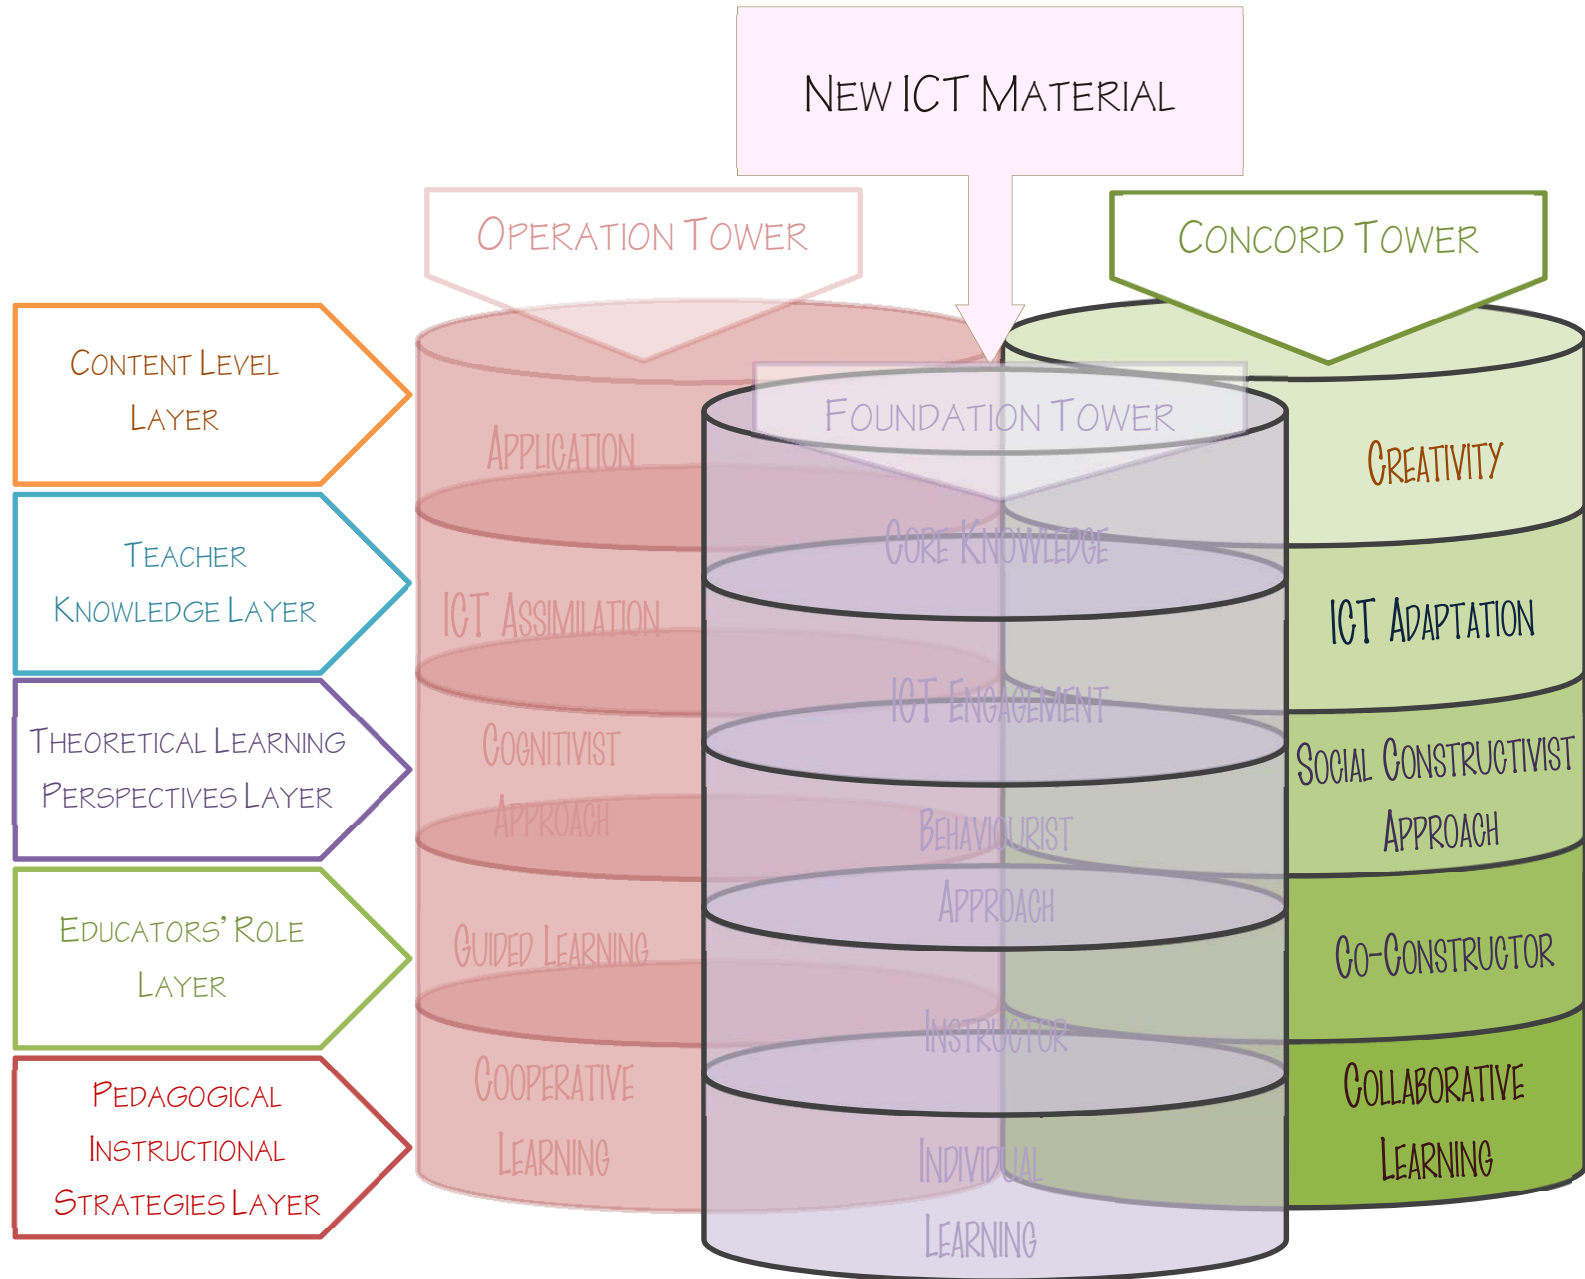 New ICT Material
Operation Tower
Concord Tower
Foundation Tower
Content Level
Layer
Application
Core Knowledge
Creativity
Teacher
Knowledge Layer
ICT Assimilation
ICT Engagement
ICT Adaptation
Theoretical Learning
Perspectives Layer
Cognitivist
Approach
Behaviourist
Approach
Social Constructivist
Approach
Educators' Role
Layer
Guided Learning
Instructor
Co-Constructor
Pedagogical
Instructional
Strategies Layer
Cooperative
Learning
Individual
Learning
Collaborative
Learning